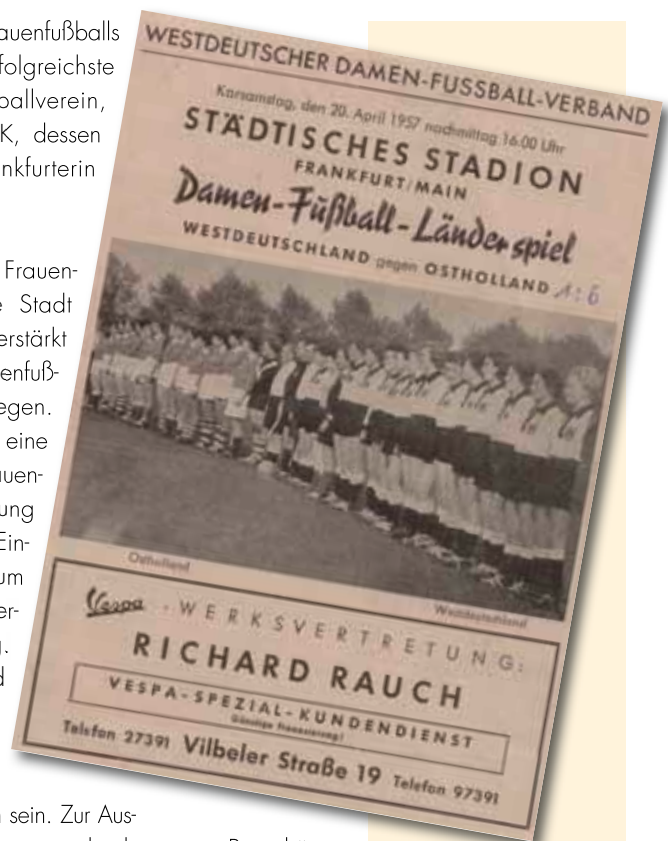 auenfußballs
folgreichste
ballverein,
K, dessen
nkfurterin
Frauen-
e Stadt
erstärkt
enfuß-
egen.
eine
auen-
ung
Ein-
um
er-
.
d
n sein. Zur Aus-
WESTDEUTSCHER DAMEN-FUSSBALL-VERBAND
Karsamstag, den 20. April 1957 nachmittag 16.00 Uhr
STÄDTISCHES STADION
FRANKFURT/MAIN
Damen-Fußball-Länderspiel
WESTDEUTSCHLAND gegen OSTHOLLAND 1:6
Ostholland
Westdeutschland
Vespa-WERKSVERTRETUNG:
RICHARD RAUCH
VESPA-SPEZIAL-KUNDENDIENST
Günstige Finanzierung!
Telefon 27391 Vilbeler Straße 19 Telefon 97391